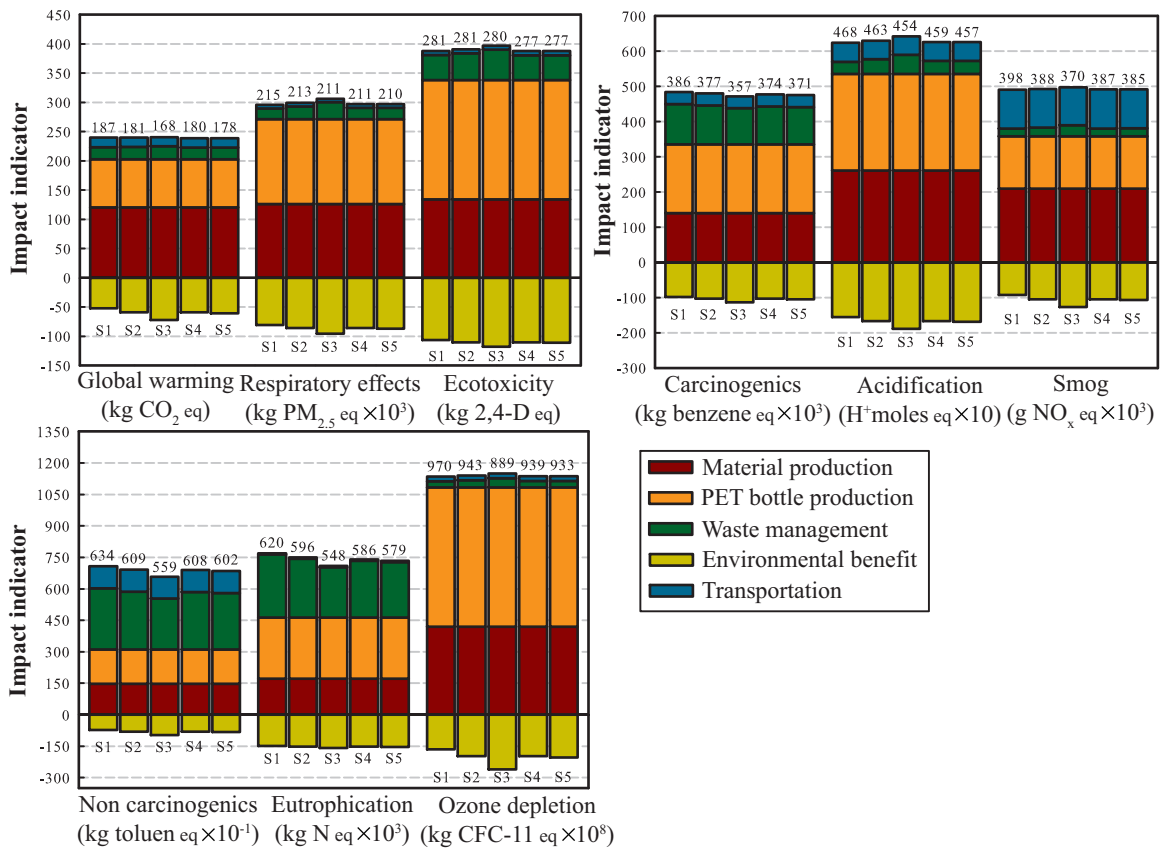 450
400
350
300
250
200
150
100
50
0
-50
-100
-150
Impact indicator
187 181 168 180 178
215 213 211 211 210
281 281 280 277 277
S1 S2 S3 S4 S5
S1 S2 S3 S4 S5
S1 S2 S3 S4 S5
Global warming
(kg CO₂ eq)
Respiratory effects
(kg PM₂.₅ eq×10³)
Ecotoxicity
(kg 2,4-D eq)
700
600
500
400
300
200
100
0
-100
-200
-300
Impact indicator
386 377 357 374 371
468 463 454 459 457
398 388 370 387 385
S1 S2 S3 S4 S5
S1 S2 S3 S4 S5
S1 S2 S3 S4 S5
Carcinogenics
(kg benzene eq×10³)
Acidification
(H⁺moles eq×10)
Smog
(g NOₓ eq×10³)
1350
1200
1050
900
750
600
450
300
150
0
-150
-300
Impact indicator
634 609 559 608 602
620 596 548 586 579
970 943 889 939 933
S1 S2 S3 S4 S5
S1 S2 S3 S4 S5
S1 S2 S3 S4 S5
Non carcinogenics
(kg toluen eq×10⁻¹)
Eutrophication
(kg N eq×10³)
Ozone depletion
(kg CFC-11 eq×10⁸)
Material production
PET bottle production
Waste management
Environmental benefit
Transportation